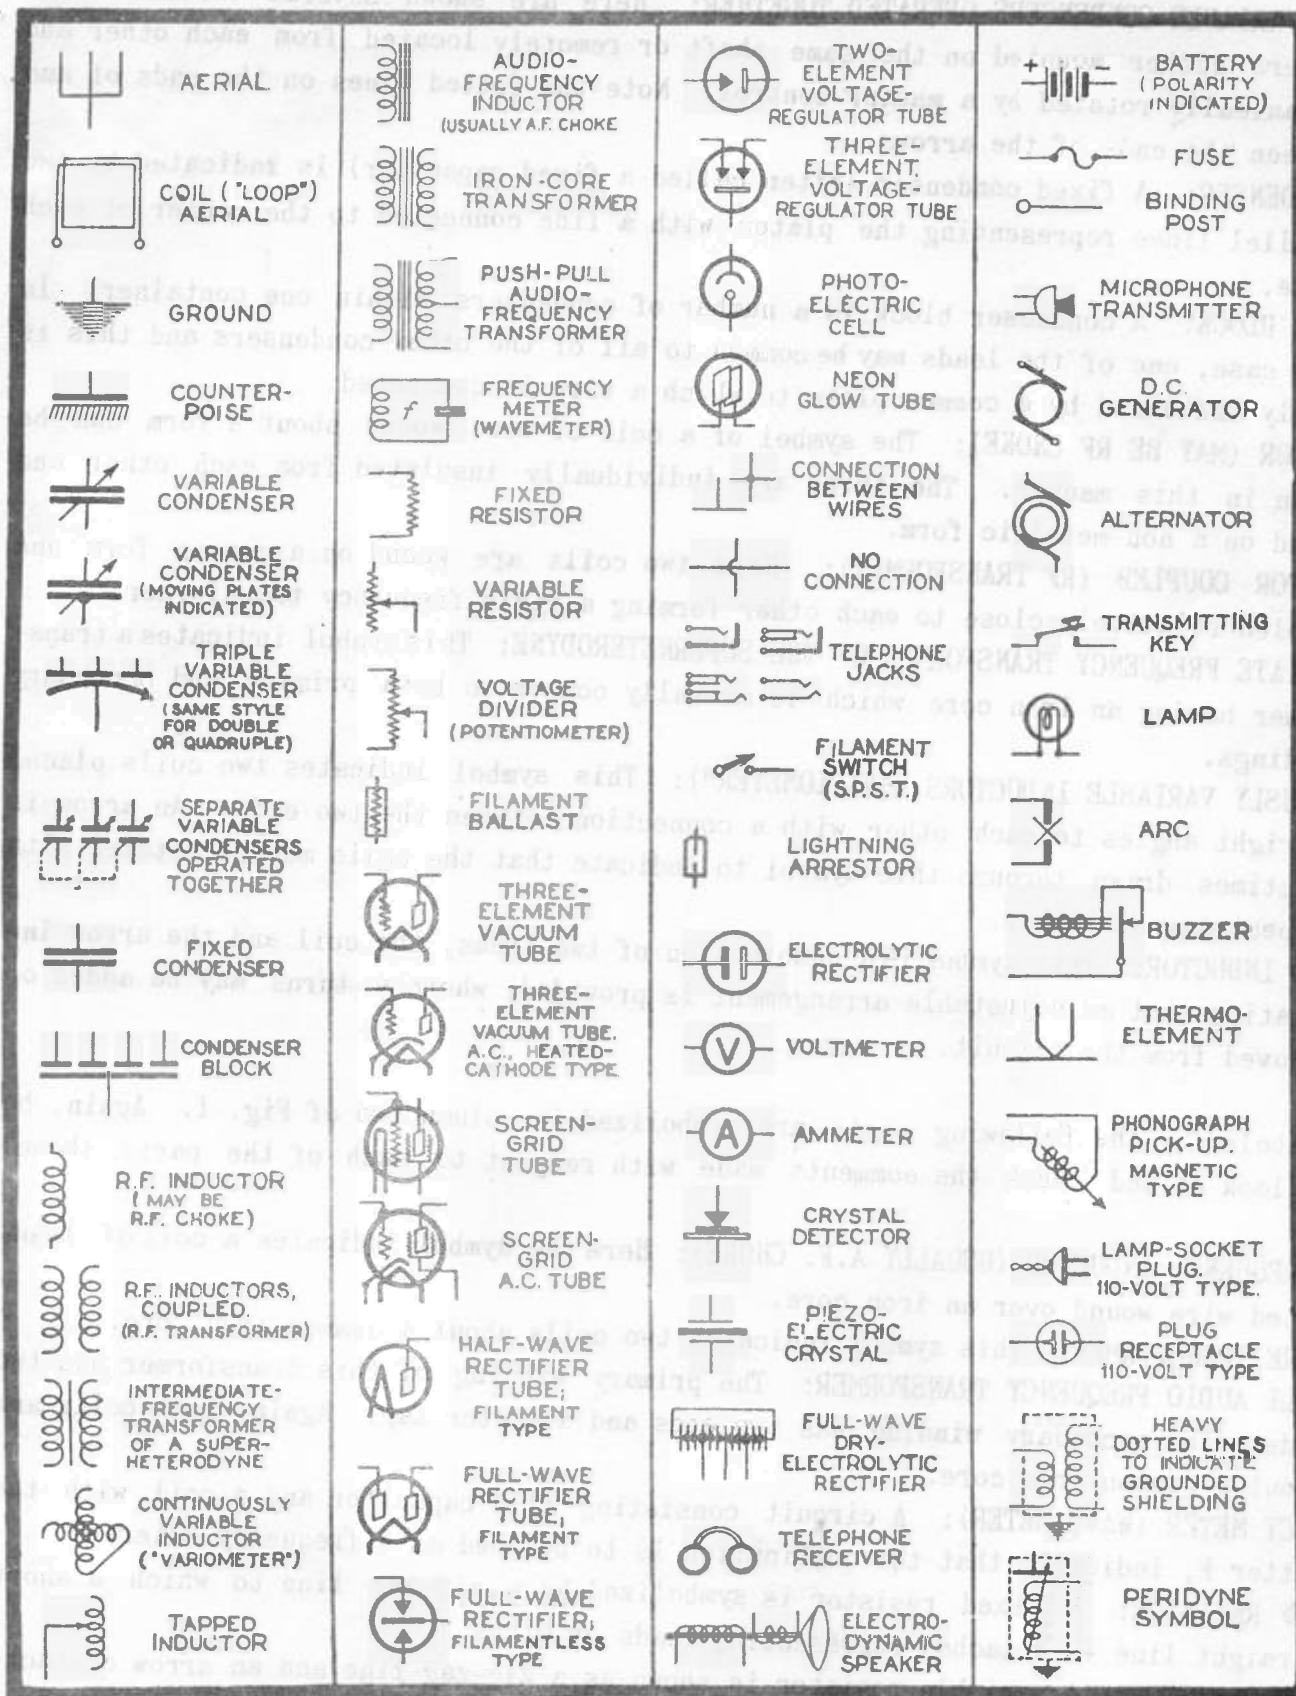 AERIAL
COIL ("LOOP")
AERIAL
GROUND
COUNTER-
POISE
VARIABLE
CONDENSER
VARIABLE
CONDENSER
(MOVING PLATES
INDICATED)
TRIPLE
VARIABLE
CONDENSER
(SAME STYLE
FOR DOUBLE
OR QUADRUPLE)
SEPARATE
VARIABLE
CONDENSERS
OPERATED
TOGETHER
FIXED
CONDENSER
CONDENSER
BLOCK
R.F. INDUCTOR
(MAY BE
R.F. CHOKE)
R.F. INDUCTORS,
COUPLED.
(R.F. TRANSFORMER)
INTERMEDIATE-
FREQUENCY
TRANSFORMER
OF A SUPER-
HETERODYNE
CONTINUOUSLY
VARIABLE
INDUCTOR
("VARIOMETER")
TAPPED
INDUCTOR
AUDIO-
FREQUENCY
INDUCTOR
(USUALLY A.F. CHOKE
IRON-CORE
TRANSFORMER
PUSH-PULL
AUDIO-
FREQUENCY
TRANSFORMER
f
FREQUENCY
METER
(WAVEMETER)
FIXED
RESISTOR
VARIABLE
RESISTOR
VOLTAGE
DIVIDER
(POTENTIOMETER)
FILAMENT
BALLAST
THREE-
ELEMENT
VACUUM
TUBE
THREE-
ELEMENT
VACUUM TUBE.
A.C., HEATED-
CATHODE TYPE
SCREEN-
GRID
TUBE
SCREEN-
GRID
A.C. TUBE
HALF-WAVE
RECTIFIER
TUBE,
FILAMENT
TYPE
FULL-WAVE
RECTIFIER
TUBE,
FILAMENT
TYPE
FULL-WAVE
RECTIFIER,
FILAMENTLESS
TYPE
TWO-
ELEMENT
VOLTAGE-
REGULATOR TUBE
THREE-
ELEMENT,
VOLTAGE-
REGULATOR TUBE
PHOTO-
ELECTRIC
CELL
NEON
GLOW TUBE
CONNECTION
BETWEEN
WIRES
NO
CONNECTION
TELEPHONE
JACKS
FILAMENT
SWITCH
(S.P.S.T.)
LIGHTNING
ARRESTOR
ELECTROLYTIC
RECTIFIER
V
VOLTMETER
A
AMMETER
CRYSTAL
DETECTOR
PIEZO-
ELECTRIC
CRYSTAL
FULL-WAVE
DRY-
ELECTROLYTIC
RECTIFIER
TELEPHONE
RECEIVER
ELECTRO-
DYNAMIC
SPEAKER
BATTERY
(POLARITY
INDICATED)
FUSE
BINDING
POST
MICROPHONE
TRANSMITTER
D.C.
GENERATOR
ALTERNATOR
TRANSMITTING
KEY
LAMP
ARC
BUZZER
THERMO-
ELEMENT
PHONOGRAPH
PICK-UP.
MAGNETIC
TYPE
LAMP-SOCKET
PLUG.
110-VOLT TYPE.
PLUG
RECEPTACLE
110-VOLT TYPE
HEAVY
DOTTED LINES
TO INDICATE
GROUNDED
SHIELDING
PERIDYNE
SYMBOL